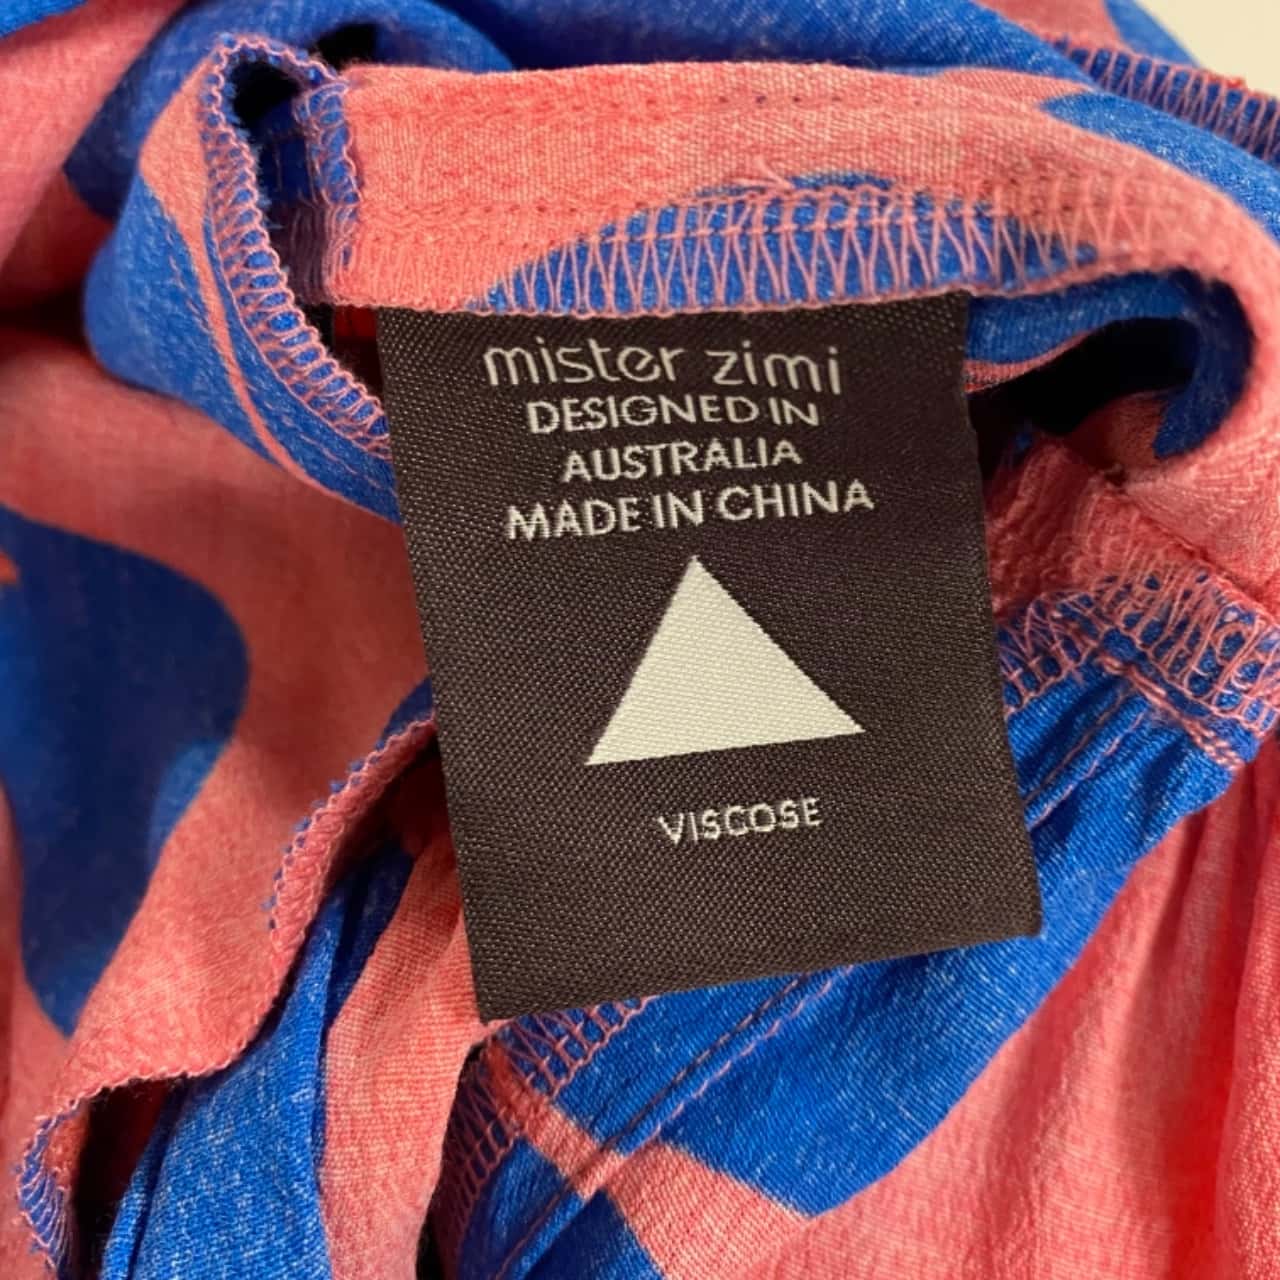 mister zimi
DESIGNED IN
AUSTRALIA
MADE IN CHINA
VISCOSE